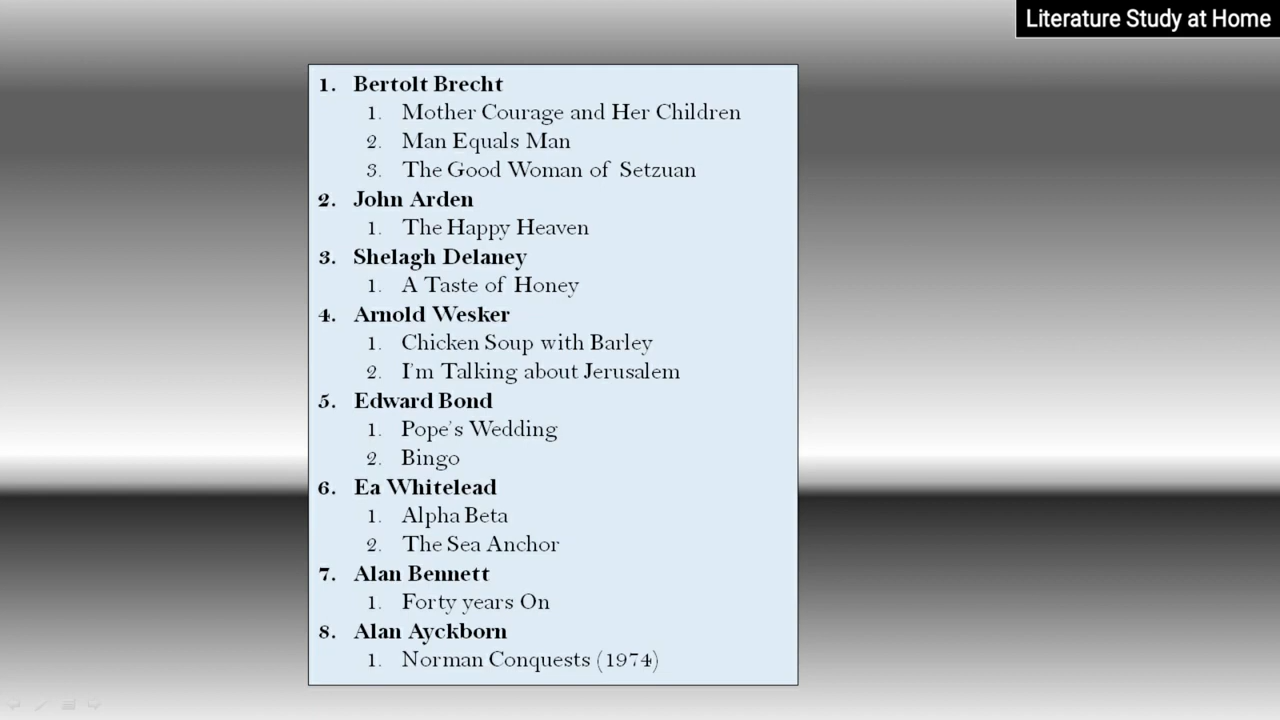 Literature Study at Home
1. Bertolt Brecht
1. Mother Courage and Her Children
2. Man Equals Man
3. The Good Woman of Setzuan
2. John Arden
1. The Happy Heaven
3. Shelagh Delaney
1. A Taste of Honey
4. Arnold Wesker
1. Chicken Soup with Barley
2. I'm Talking about Jerusalem
5. Edward Bond
1. Pope's Wedding
2. Bingo
6. Ea Whitelead
1. Alpha Beta
2. The Sea Anchor
7. Alan Bennett
1. Forty years On
8. Alan Ayckborn
1. Norman Conquests (1974)